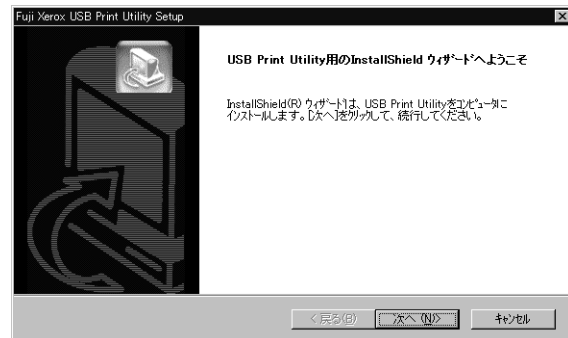 Fuji Xerox USB Print Utility Setup
USB Print Utility用のInstallShield ウィザードへようこそ
InstallShield(R) ウィザードは、USB Print Utilityをコンピュータに
インストールします。[次へ]をクリックして、続行してください。
< 戻る(B)
次へ (N)>
キャンセル